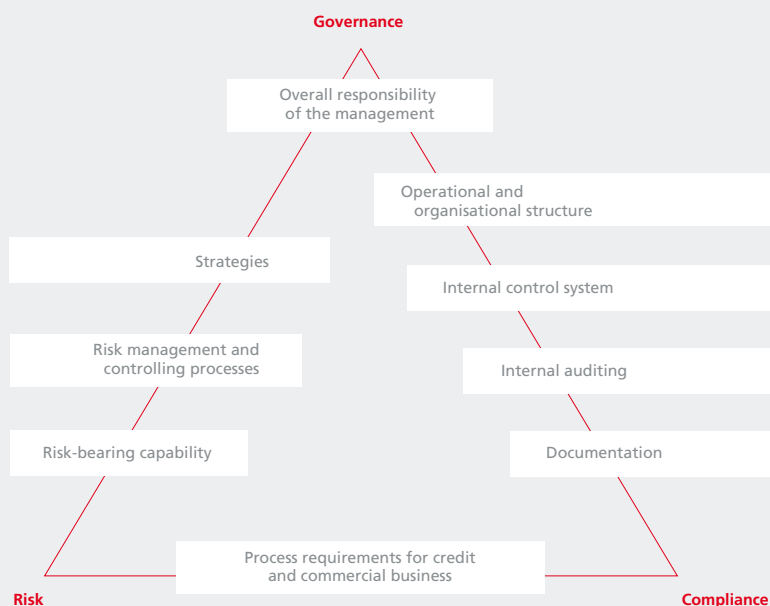 Governance
Overall responsibility
of the management
Operational and
organisational structure
Strategies
Internal control system
Risk management and
controlling processes
Internal auditing
Risk-bearing capability
Documentation
Process requirements for credit
and commercial business
Risk
Compliance